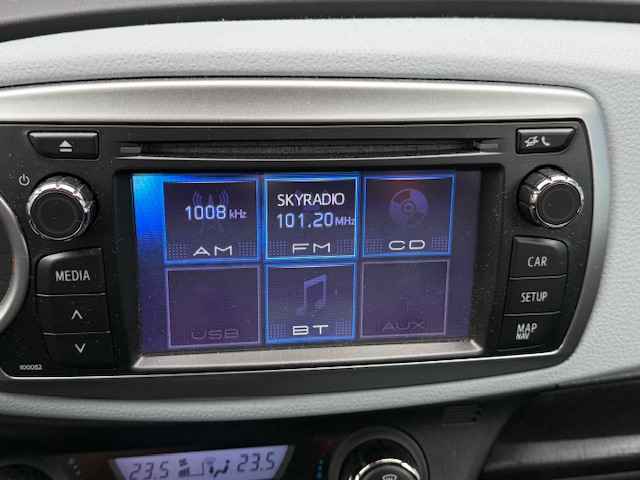 MEDIA
100052
1008 kHz
AM
SKYRADIO
101.20 MHz
FM
CD
USB
BT
AUX
CAR
SETUP
MAP
NAV
23.5
23.5